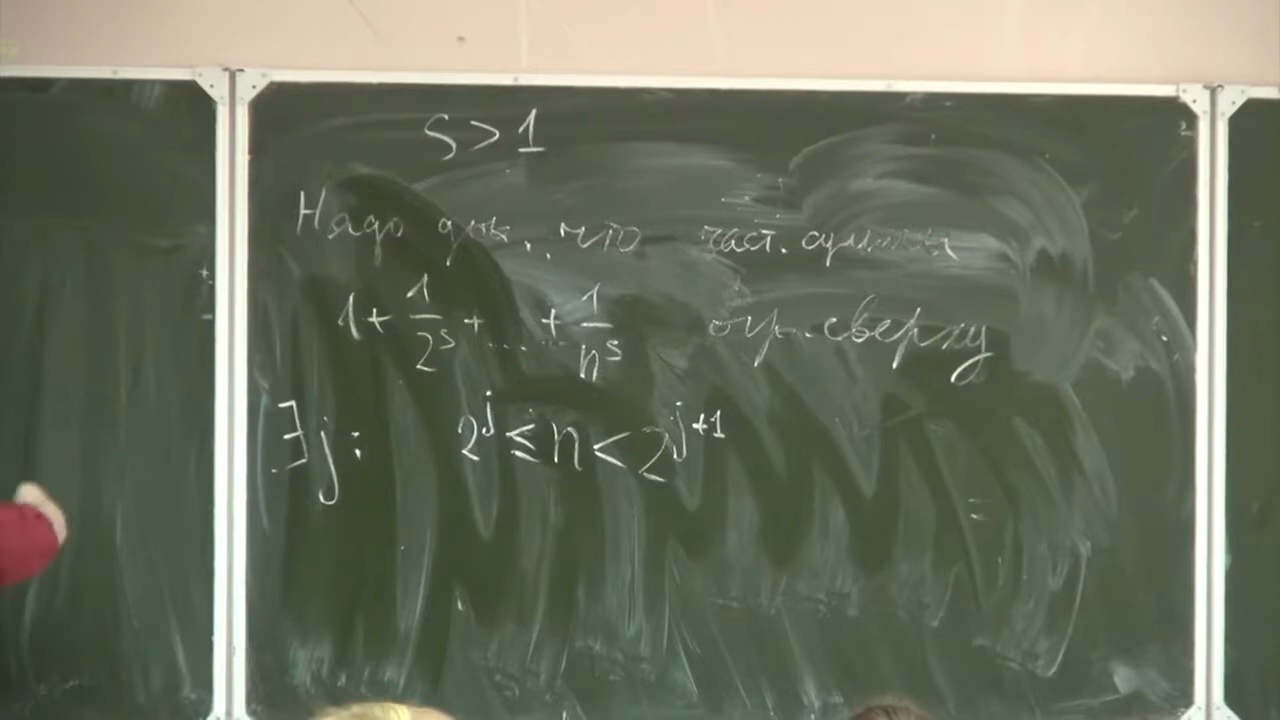 S > 1
Надо док., что част. суммы
1 + 1/2^s + ... + 1/n^s огр. сверху
∃ j: 2^j ≤ n < 2^{j+1}